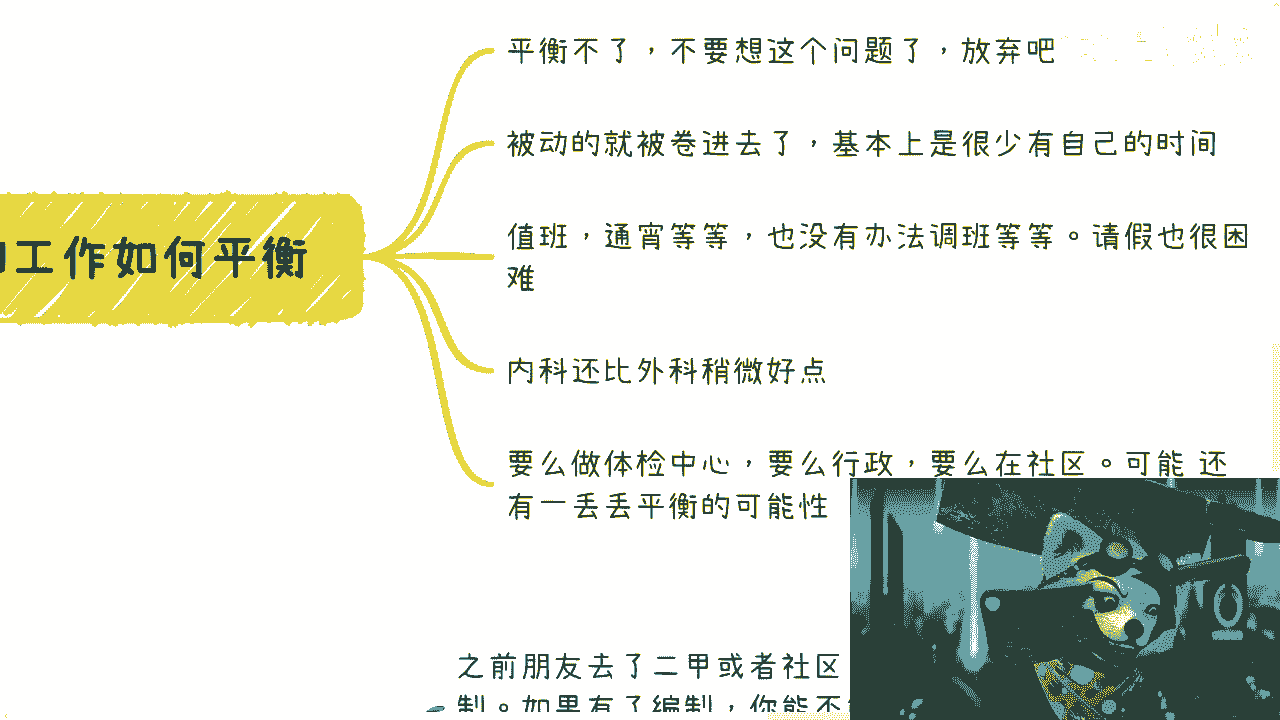 平衡不了，不要想这个问题了，放弃吧
被动的就被卷进去了，基本上是很少有自己的时间
值班，通宵等等，也没有办法调班等等。请假也很困
难
工作如何平衡
内科还比外科稍微好点
要么做体检中心，要么行政，要么在社区。可能 还
有一丢丢平衡的可能性
之前朋友去了二甲或者社区
制。如果有了编制，你能不